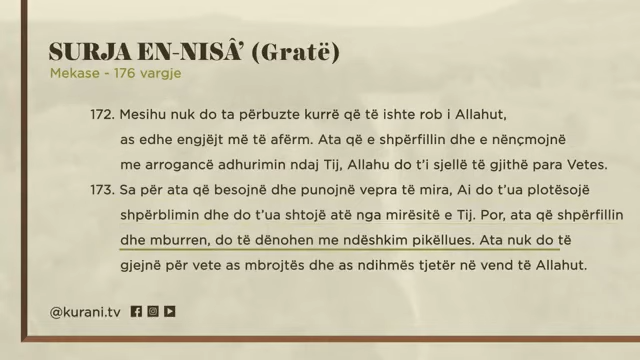 SURJA EN-NISÂ’ (Gratë)
Mekase - 176 vargje
172. Mesihu nuk do ta përbuzte kurrë që të ishte rob i Allahut,
as edhe engjëjt më të afërm. Ata që e shpërfillin dhe e nënçmojnë
me arrogancë adhurimin ndaj Tij, Allahu do t’i sjellë të gjithë para Vetes.
173. Sa për ata që besojnë dhe punojnë vepra të mira, Ai do t’ua plotësojë
shpërblimin dhe do t’ua shtojë atë nga mirësitë e Tij. Por, ata që shpërfillin
dhe mburren, do të dënohen me ndëshkim pikëllues. Ata nuk do të
gjejnë për vete as mbrojtës dhe as ndihmës tjetër në vend të Allahut.
@kurani.tv